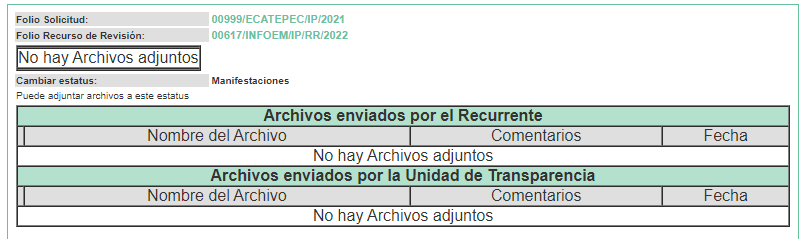 Folio Solicitud: 00999/ECATEPEC/IP/2021
Folio Recurso de Revisión: 00617/INFOEM/IP/RR/2022
No hay Archivos adjuntos
Cambiar estatus: Manifestaciones
Puede adjuntar archivos a este estatus
Archivos enviados por el Recurrente
Nombre del Archivo Comentarios Fecha
No hay Archivos adjuntos
Archivos enviados por la Unidad de Transparencia
Nombre del Archivo Comentarios Fecha
No hay Archivos adjuntos